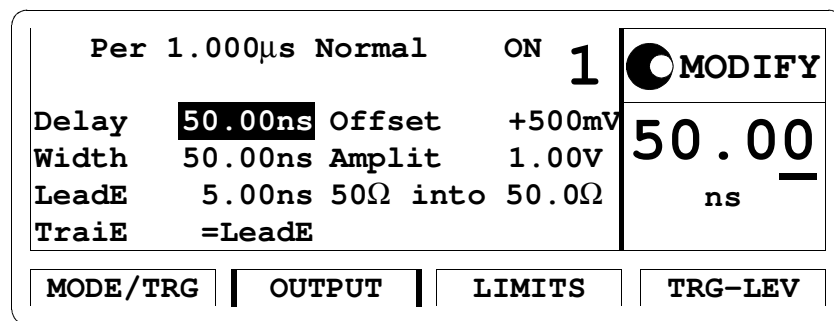 Per 1.000µs Normal ON 1 MODIFY
Delay 50.00ns Offset +500mV 50.00
Width 50.00ns Amplit 1.00V
LeadE 5.00ns 50Ω into 50.0Ω ns
TraiE =LeadE
MODE/TRG OUTPUT LIMITS TRG-LEV